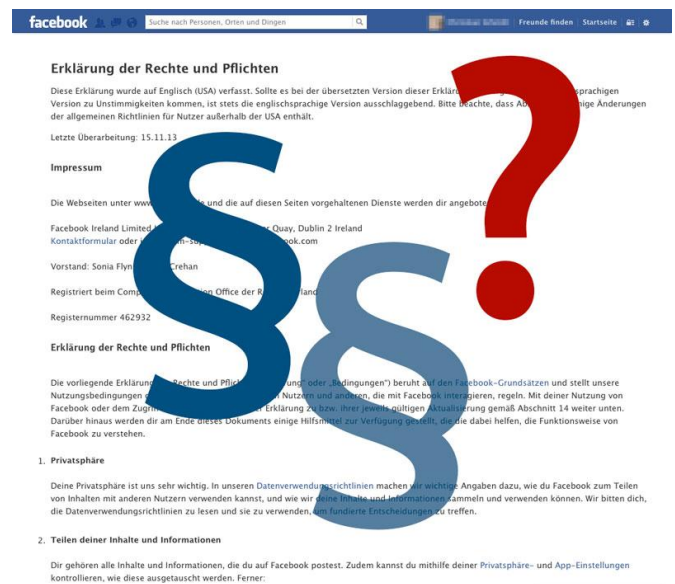 facebook
Suche nach Personen, Orten und Dingen
Freunde finden Startseite
Erklärung der Rechte und Pflichten
Diese Erklärung wurde auf Englisch (USA) verfasst. Sollte es bei der übersetzten Version dieser sprachigen
Version zu Unstimmigkeiten kommen, ist stets die englischsprachige Version ausschlaggebend. Bitte beachte, dass Änderungen
der allgemeinen Richtlinien für Nutzer außerhalb der USA enthält.
Letzte Überarbeitung: 15.11.13
Impressum
Die Webseiten unter und die auf diesen Seiten vorgehaltenen Dienste werden dir
Facebook Ireland Limited Quay, Dublin 2 Ireland
Kontaktformular oder
Vorstand: Sonia Crehan
Registriert beim Office der
Registernummer 462932
Erklärung der Rechte und Pflichten
Die vorliegende Rechte und oder „Bedingungen") beruht auf den Facebook-Grundsätzen und stellt unsere
Nutzungsbedingungen Nutzern und anderen, die mit Facebook interagieren, regeln. Mit deiner Nutzung von
Facebook oder dem Erklärung zu bzw. ihrer jeweils gültigen Aktualisierung gemäß Abschnitt 14 weiter unten.
Darüber hinaus werden dir am Ende dieses Dokuments einige Hilfsmittel zur Verfügung gestellt, die die dabei helfen, die Funktionsweise von
Facebook zu verstehen.
1. Privatsphäre
Deine Privatsphäre ist uns sehr wichtig. In unseren Datenverwendungsrichtlinien machen wir wichtige Angaben dazu, wie du Facebook zum Teilen
von Inhalten mit anderen Nutzern verwenden kannst, und wie wir deine Inhalte und Informationen sammeln und verwenden können. Wir bitten dich,
die Datenverwendungsrichtlinien zu lesen und sie zu verwenden, um fundierte Entscheidungen zu treffen.
2. Teilen deiner Inhalte und Informationen
Dir gehören alle Inhalte und Informationen, die du auf Facebook postest. Zudem kannst du mithilfe deiner Privatsphäre- und App-Einstellungen
kontrollieren, wie diese ausgetauscht werden. Ferner:
§
§
?